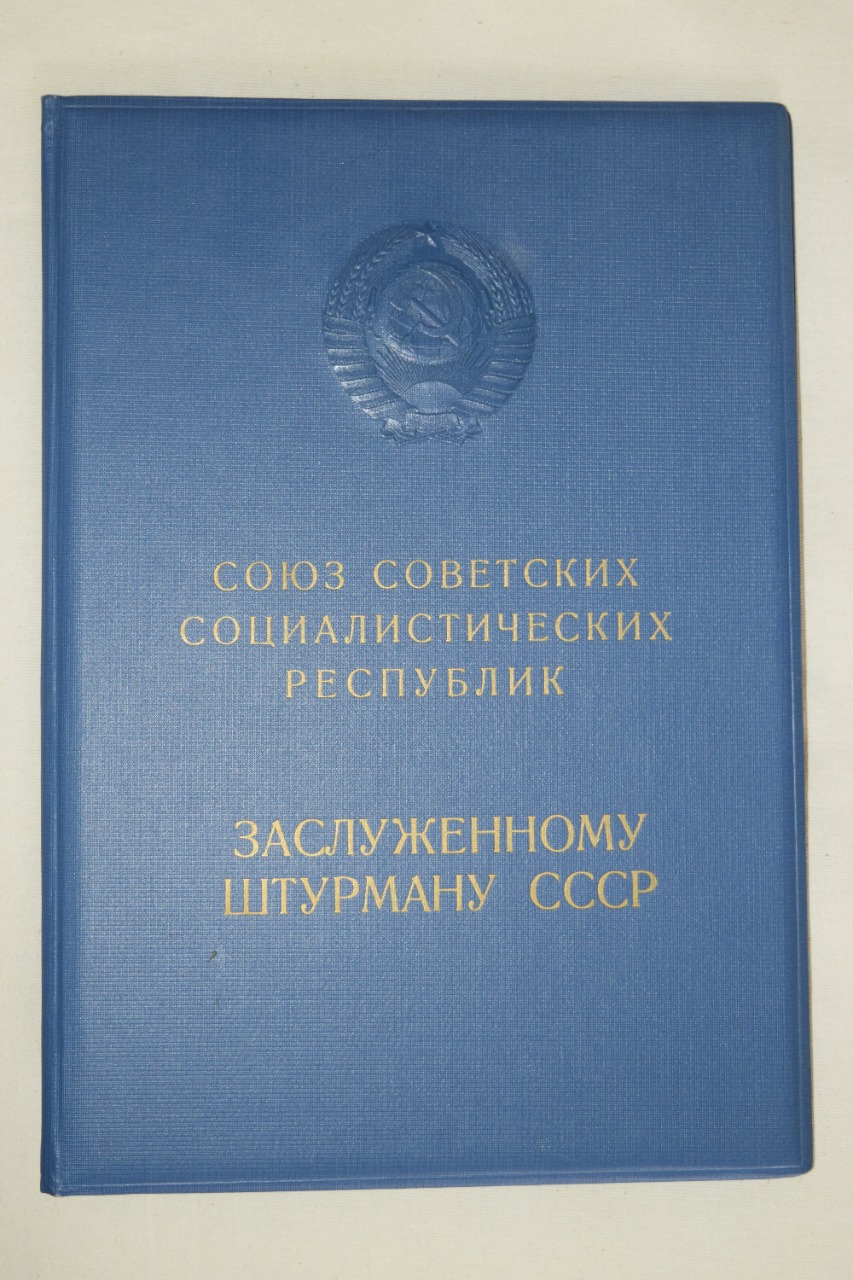 СОЮЗ СОВЕТСКИХ
СОЦИАЛИСТИЧЕСКИХ
РЕСПУБЛИК
ЗАСЛУЖЕННОМУ
ШТУРМАНУ СССР